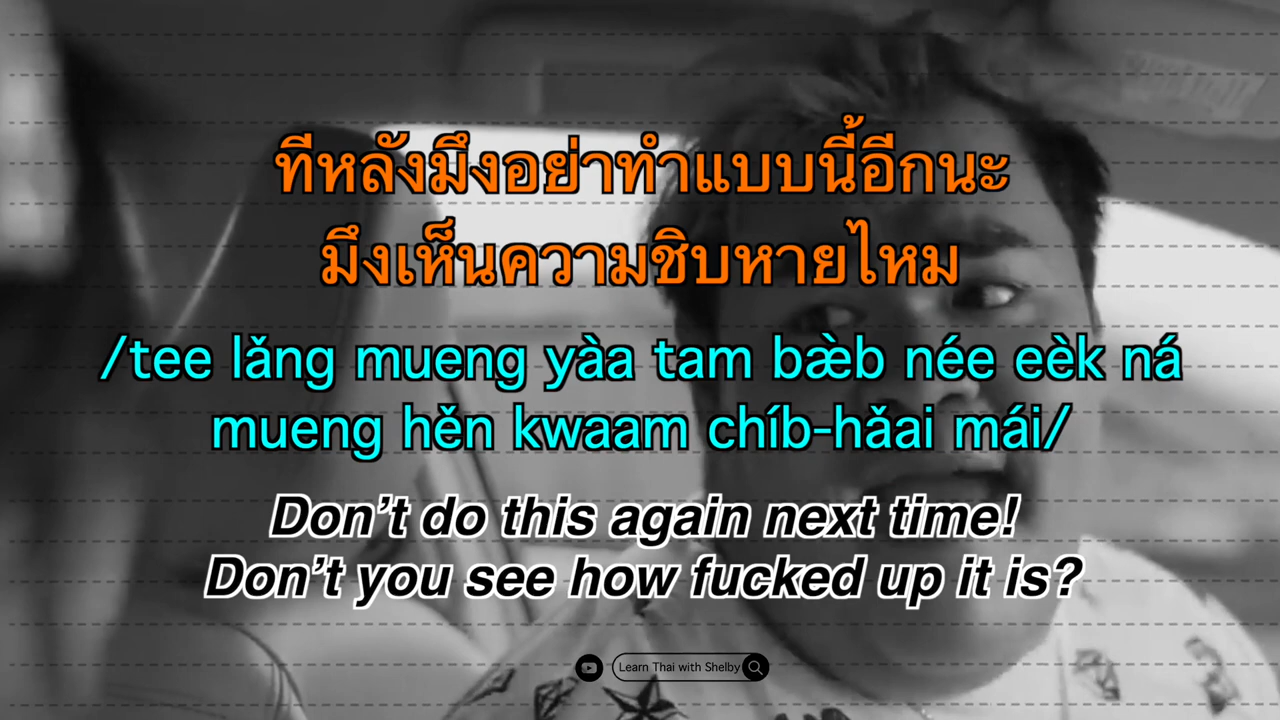 ทีหลังมึงอย่าทำแบบนี้อีกนะ
มึงเห็นความชิบหายไหม
/tee lǎng mueng yàa tam bæ̀b née eèk ná
mueng hěn kwaam chíb-hǎai mái/
Don't do this again next time!
Don't you see how fucked up it is?
Learn Thai with Shelby